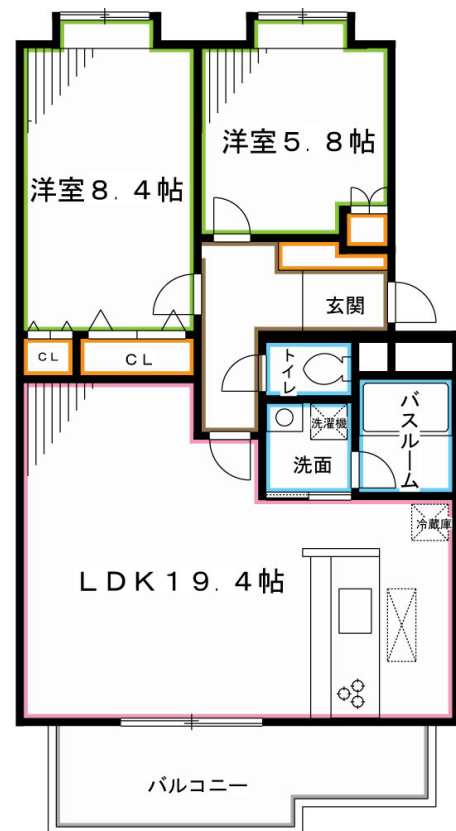 洋室5.8帖
洋室8.4帖
玄関
CL
CL
トイレ
バスルーム
洗濯機
洗面
冷蔵庫
LDK19.4帖
バルコニー